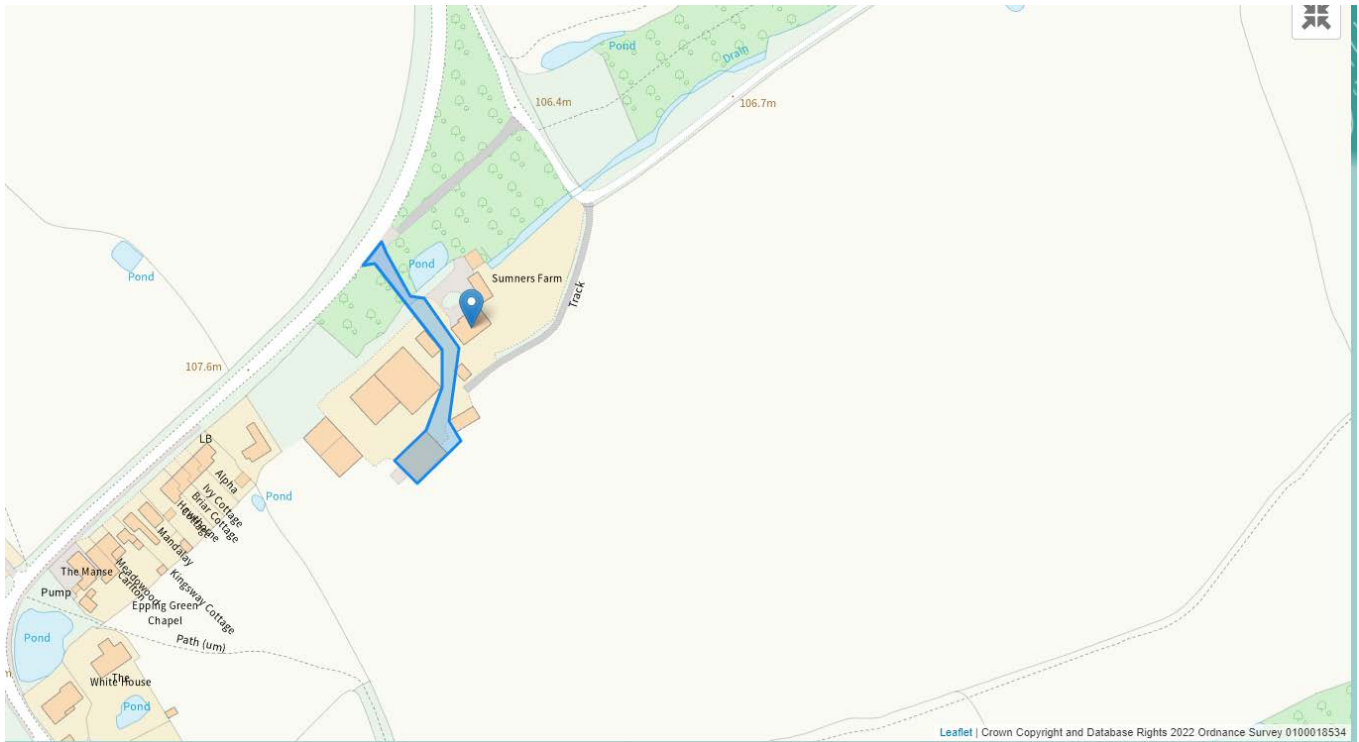 Pond
Drain
106.4m
106.7m
Pond
Pond
Sumners Farm
Track
107.6m
LB
Alpha
Ivy Cottage
Briar Cottage
Hawthorne
Cottage
Mandalay
Pond
The Manse
Meadowood
Carlton
Kingsway Cottage
Pump
Epping Green
Chapel
Pond
Path (um)
The
White House
Pond
Leaflet | Crown Copyright and Database Rights 2022 Ordnance Survey 0100018534